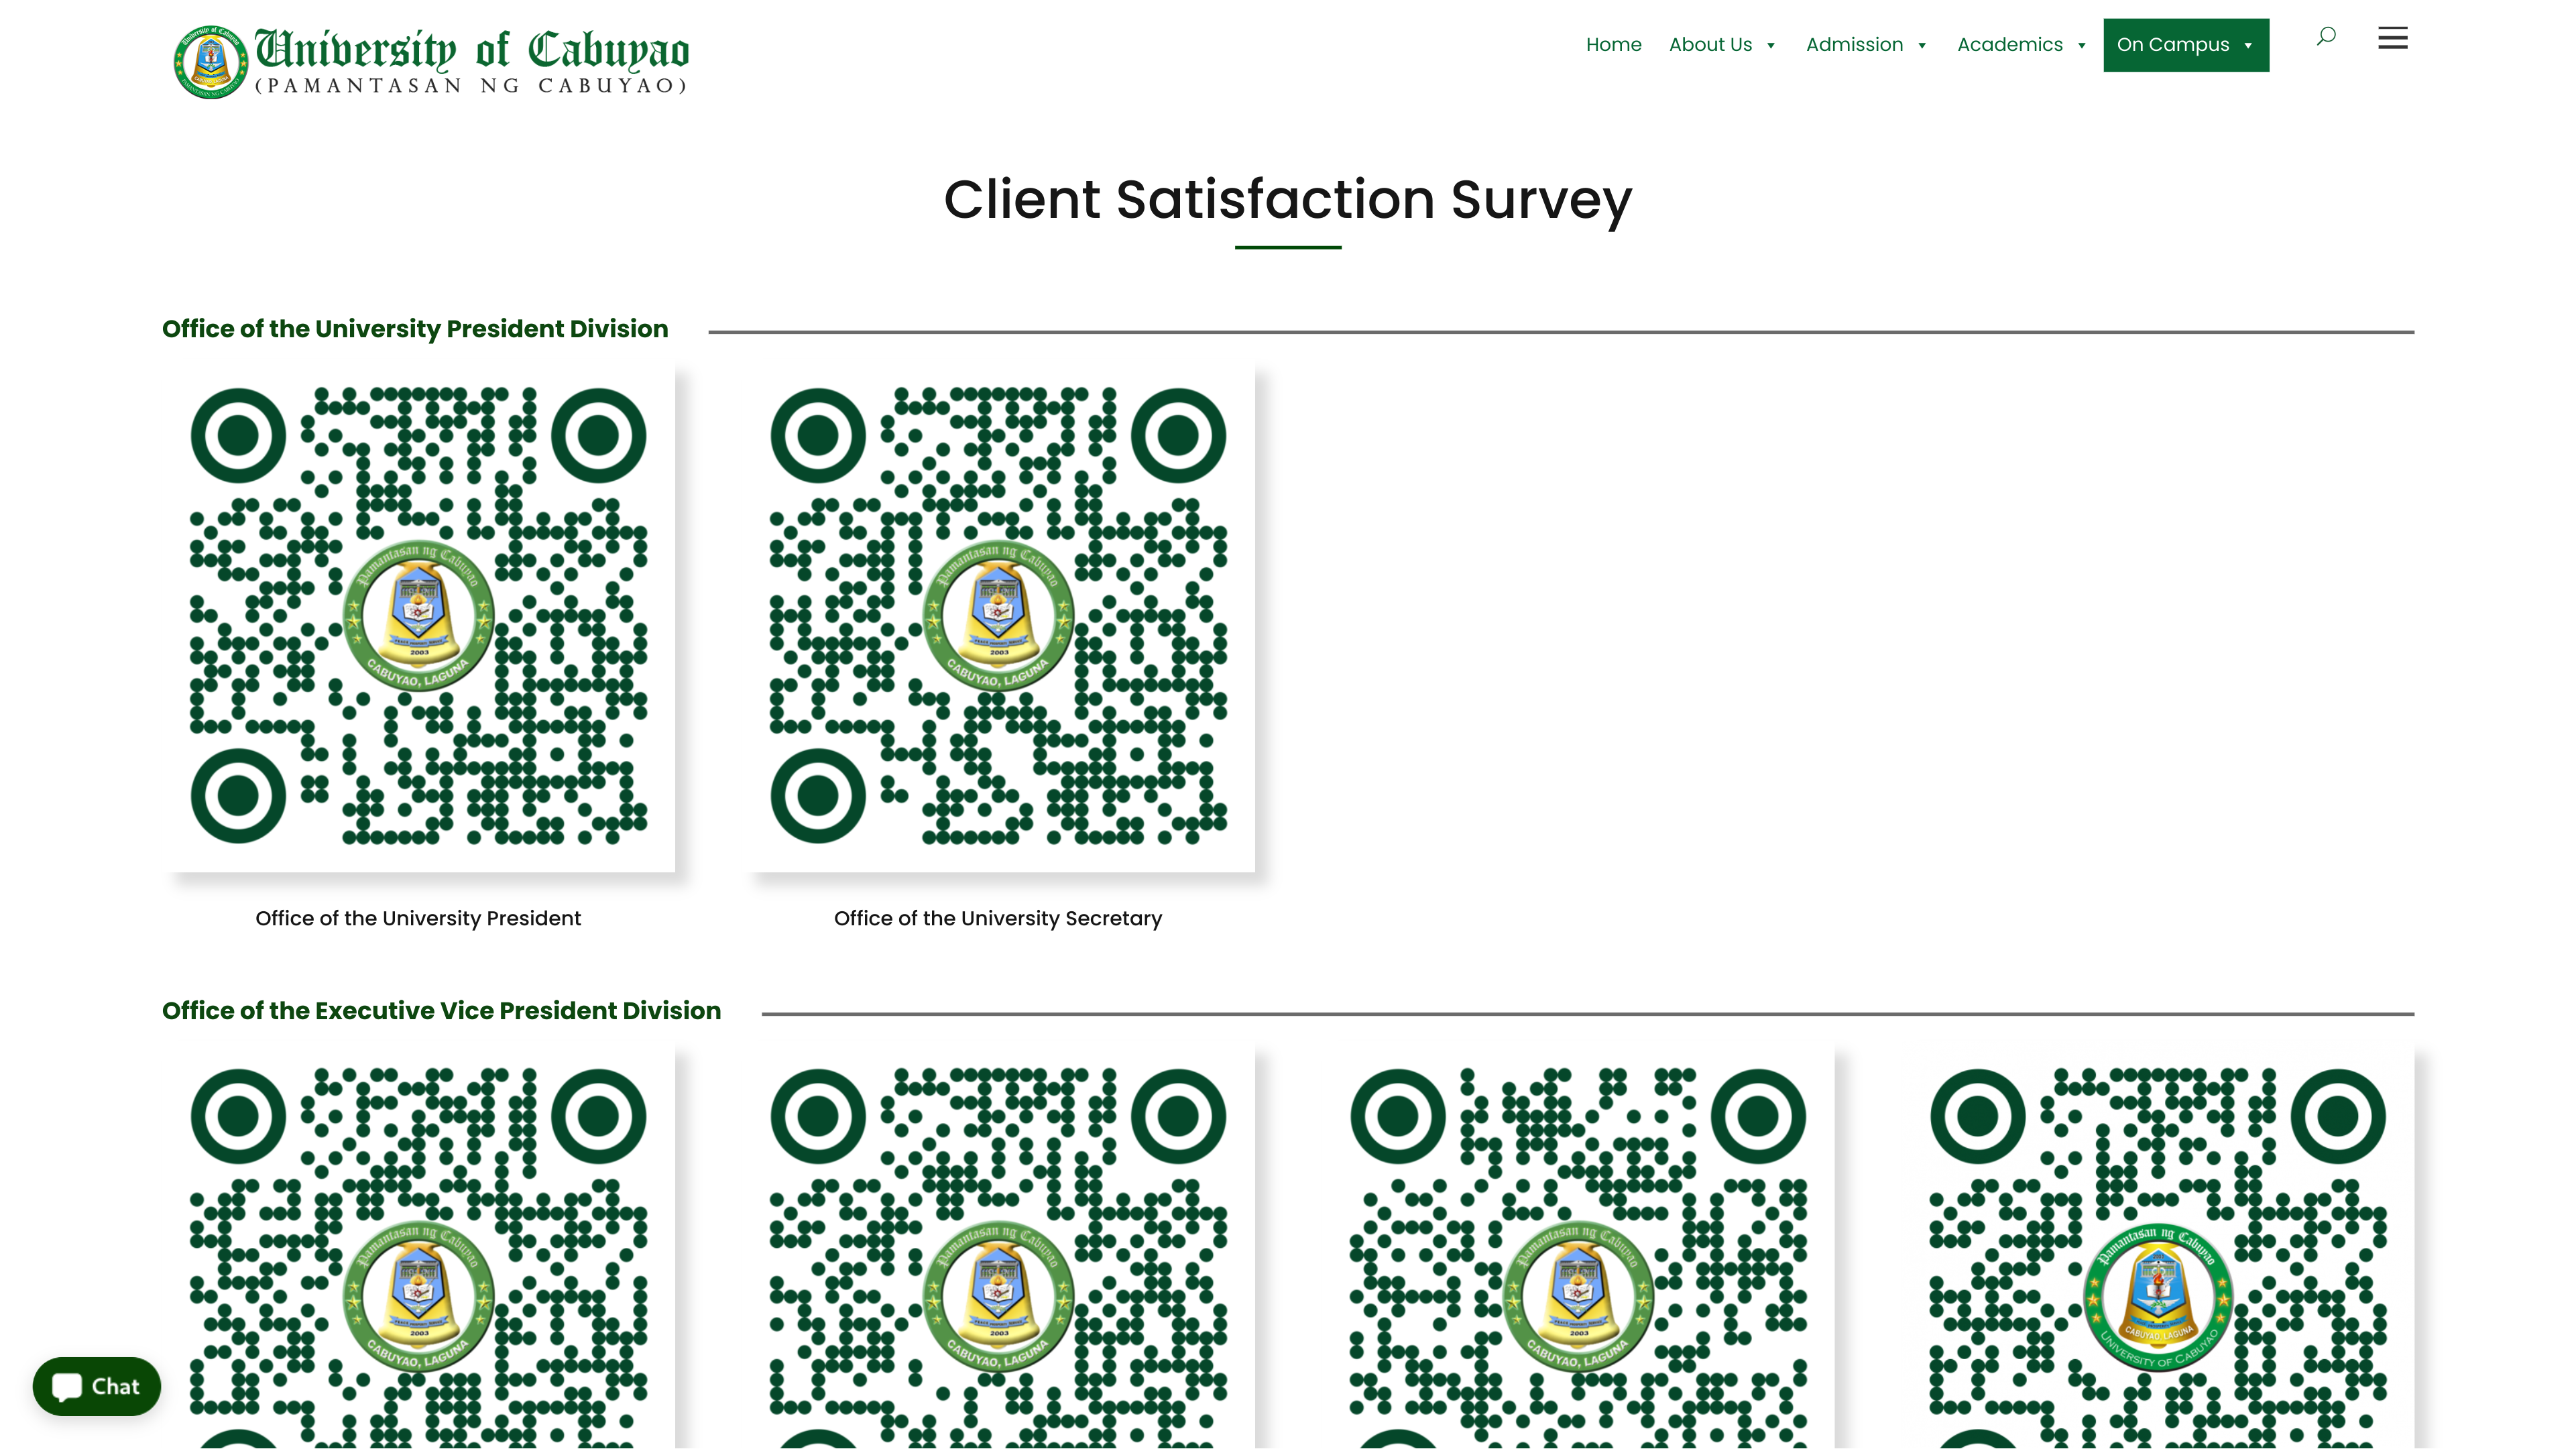 University of Cabuyao
(PAMANTASAN NG CABUYAO)
Home About Us Admission Academics On Campus
Client Satisfaction Survey
Office of the University President Division
Pamantasan ng Cabuyao
2003
CABUYAO, LAGUNA
Pamantasan ng Cabuyao
2003
CABUYAO, LAGUNA
Office of the University President
Office of the University Secretary
Office of the Executive Vice President Division
Pamantasan ng Cabuyao
2003
CABUYAO, LAGUNA
Pamantasan ng Cabuyao
2003
CABUYAO, LAGUNA
Pamantasan ng Cabuyao
2003
CABUYAO, LAGUNA
Pamantasan ng Cabuyao
CABUYAO, LAGUNA
UNIVERSITY OF CABUYAO
Chat